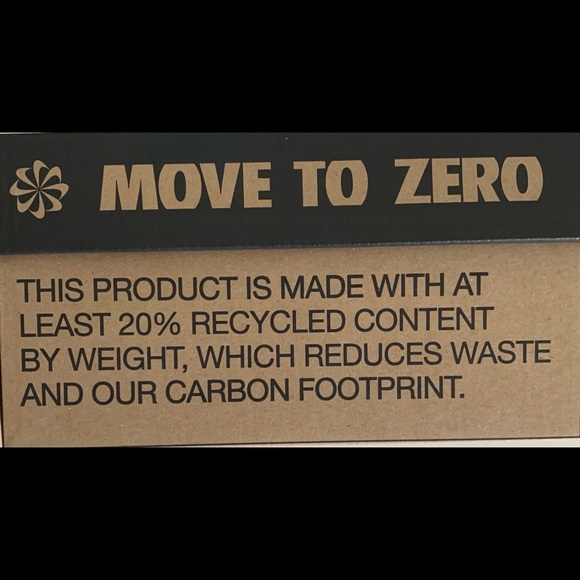 MOVE TO ZERO
THIS PRODUCT IS MADE WITH AT
LEAST 20% RECYCLED CONTENT
BY WEIGHT, WHICH REDUCES WASTE
AND OUR CARBON FOOTPRINT.